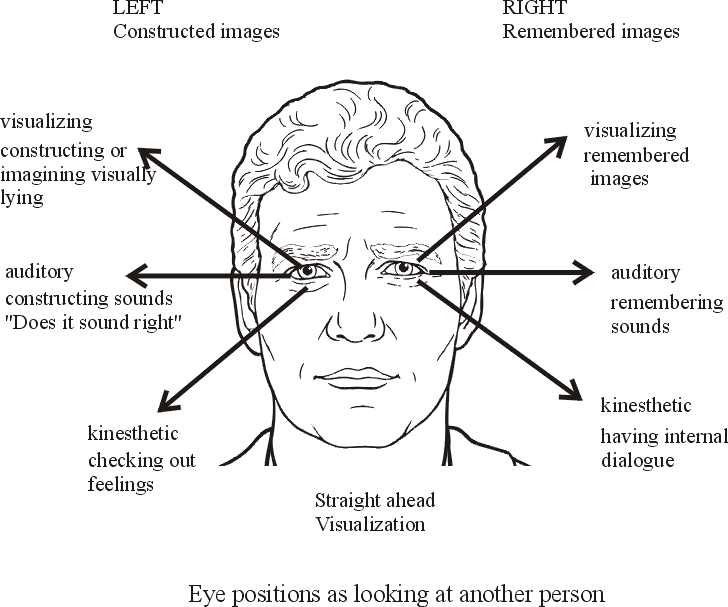 LEFT
Constructed images
RIGHT
Remembered images
visualizing
constructing or
imagining visually
lying
visualizing
remembered
images
auditory
constructing sounds
"Does it sound right"
auditory
remembering
sounds
kinesthetic
checking out
feelings
kinesthetic
having internal
dialogue
Straight ahead
Visualization
Eye positions as looking at another person